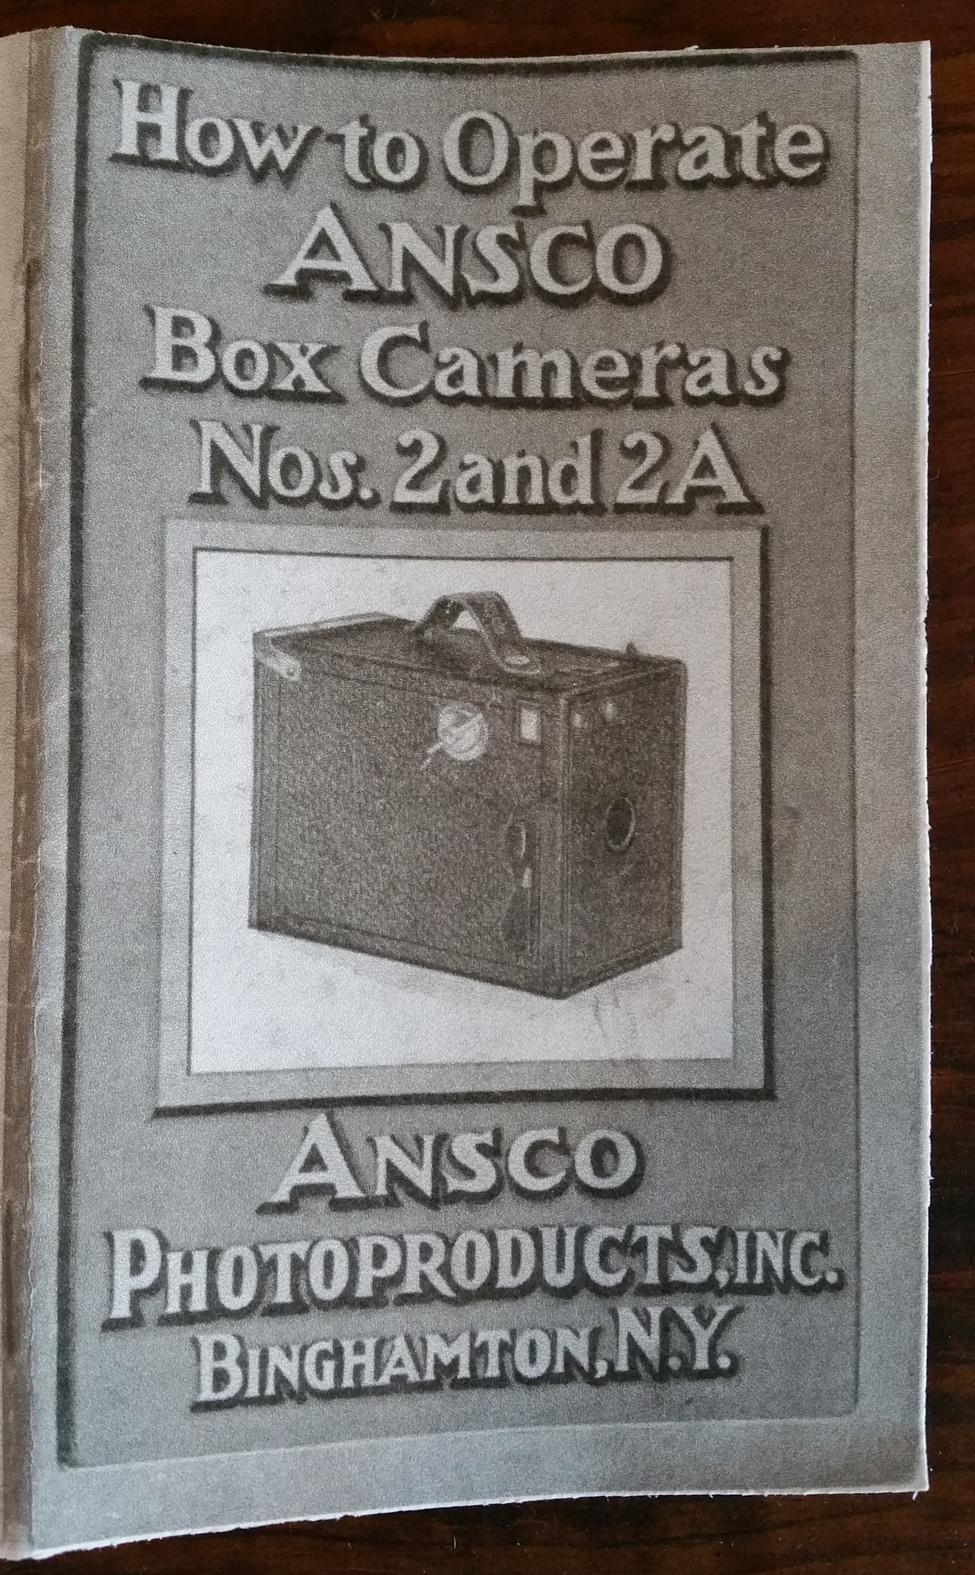 How to Operate
ANSCO
Box Cameras
Nos. 2 and 2A
ANSCO
PHOTOPRODUCTS, INC.
BINGHAMTON, N.Y.